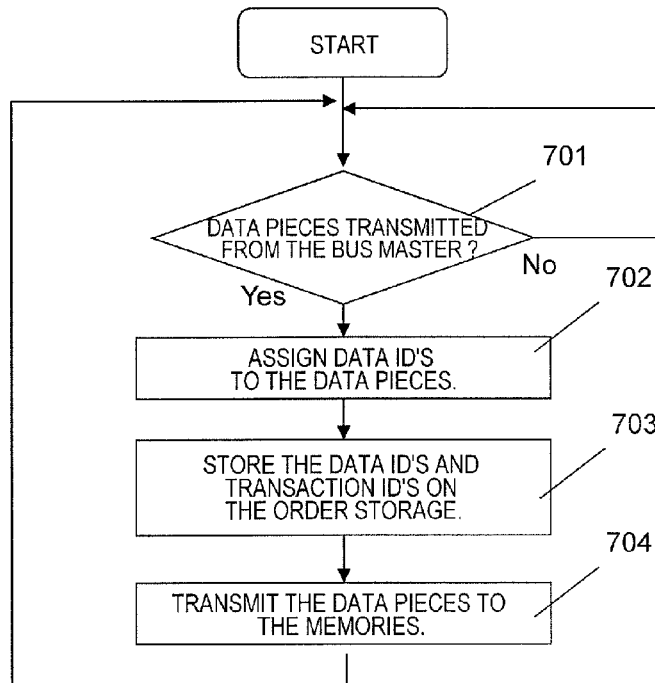 START
701
DATA PIECES TRANSMITTED
FROM THE BUS MASTER ?
No
Yes
702
ASSIGN DATA ID'S
TO THE DATA PIECES.
703
STORE THE DATA ID'S AND
TRANSACTION ID'S ON
THE ORDER STORAGE.
704
TRANSMIT THE DATA PIECES TO
THE MEMORIES.